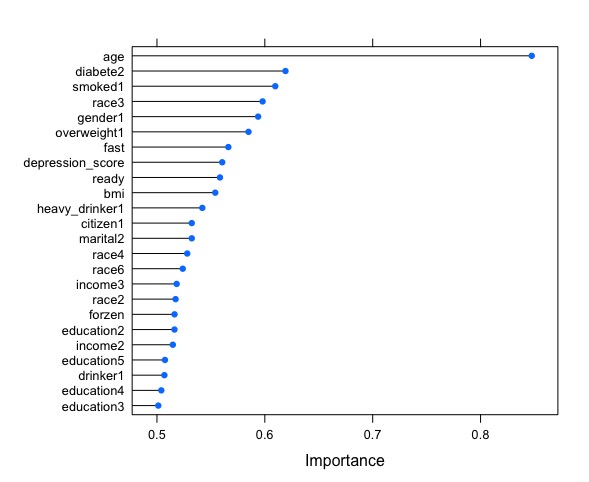 age
diabete2
smoked1
race3
gender1
overweight1
fast
depression_score
ready
bmi
heavy_drinker1
citizen1
marital2
race4
race6
income3
race2
forzen
education2
income2
education5
drinker1
education4
education3
0.5 0.6 0.7 0.8
Importance